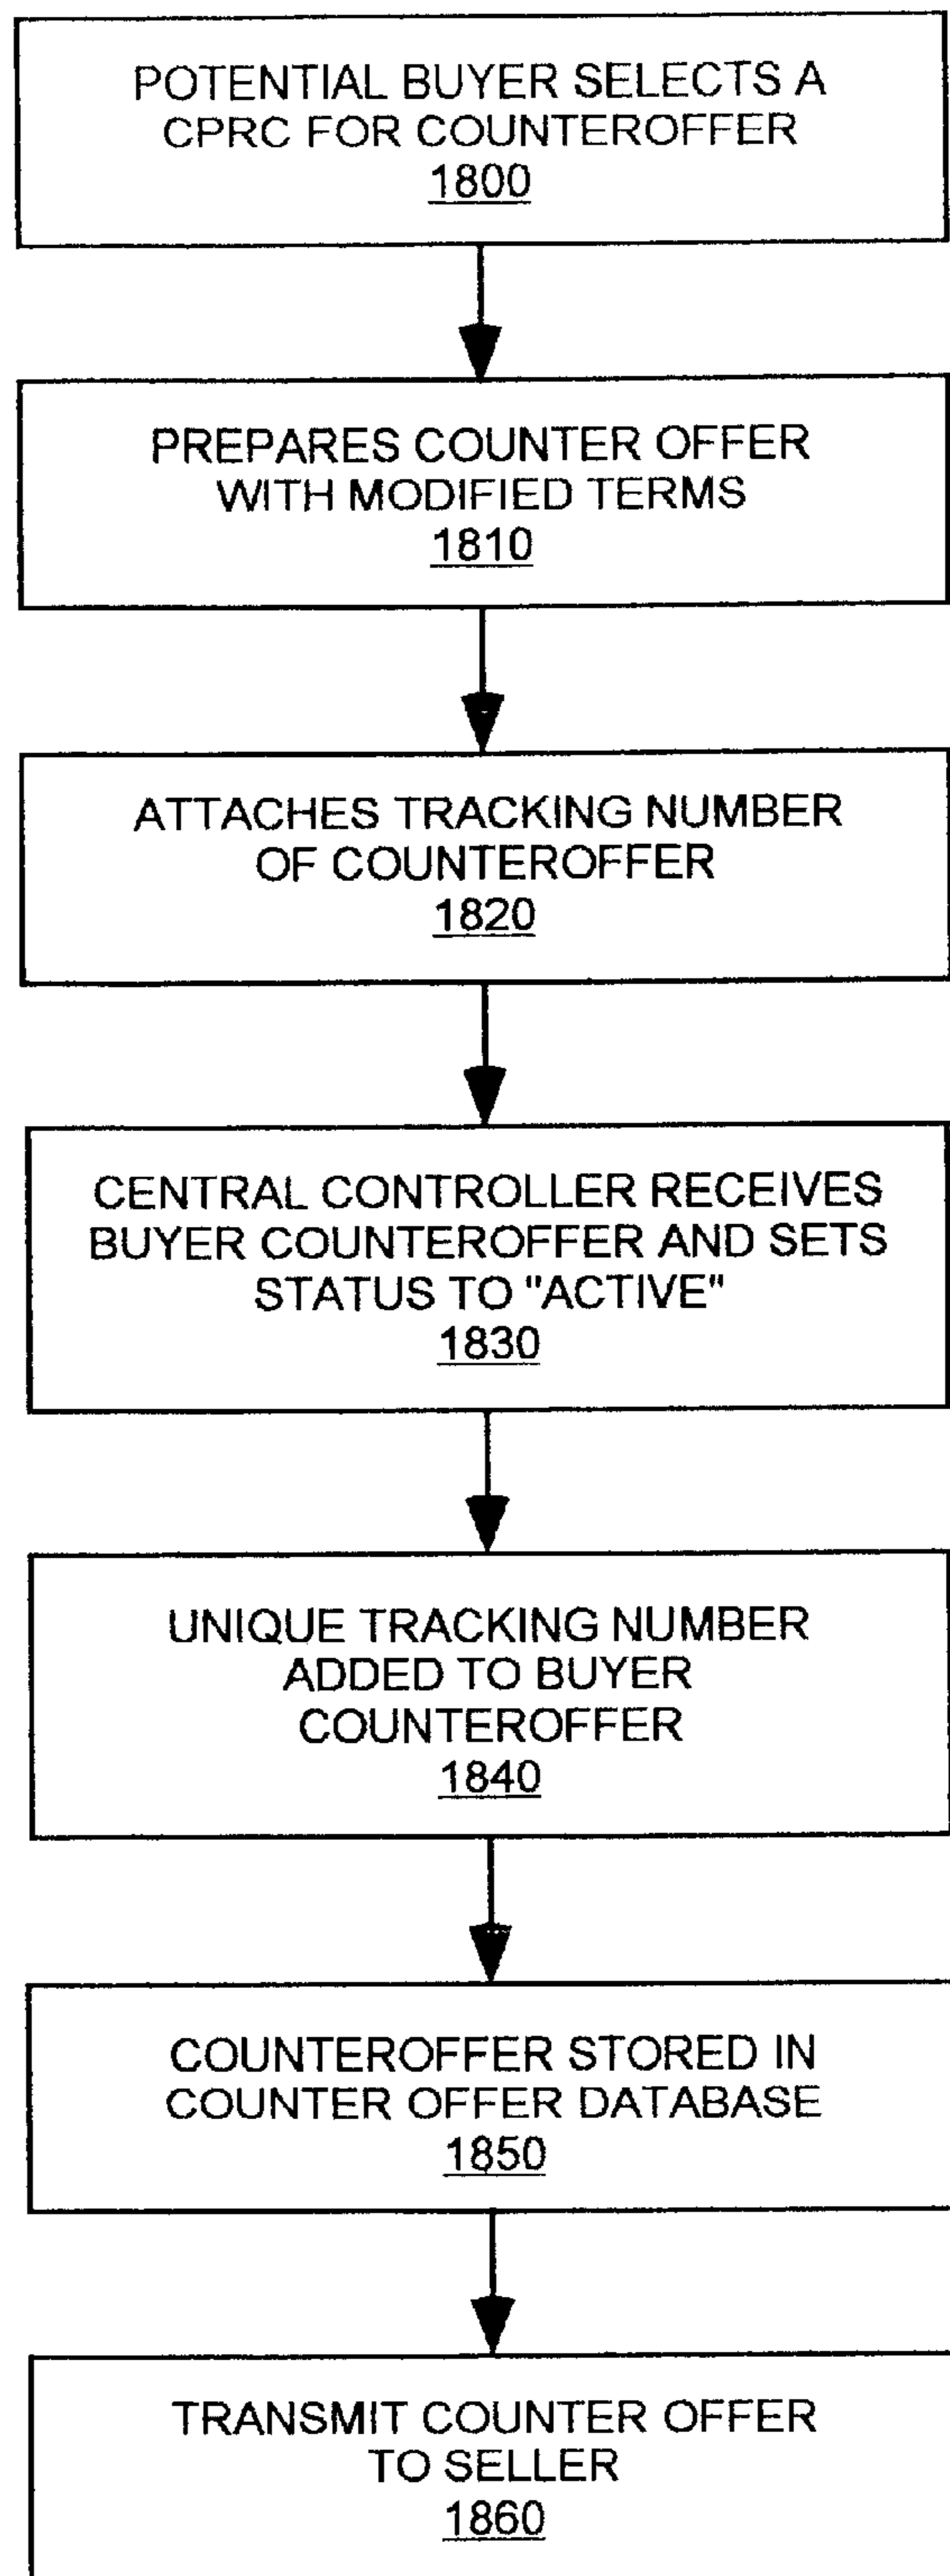 POTENTIAL BUYER SELECTS A
CPRC FOR COUNTEROFFER
1800
PREPARES COUNTER OFFER
WITH MODIFIED TERMS
1810
ATTACHES TRACKING NUMBER
OF COUNTEROFFER
1820
CENTRAL CONTROLLER RECEIVES
BUYER COUNTEROFFER AND SETS
STATUS TO "ACTIVE"
1830
UNIQUE TRACKING NUMBER
ADDED TO BUYER
COUNTEROFFER
1840
COUNTEROFFER STORED IN
COUNTER OFFER DATABASE
1850
TRANSMIT COUNTER OFFER
TO SELLER
1860